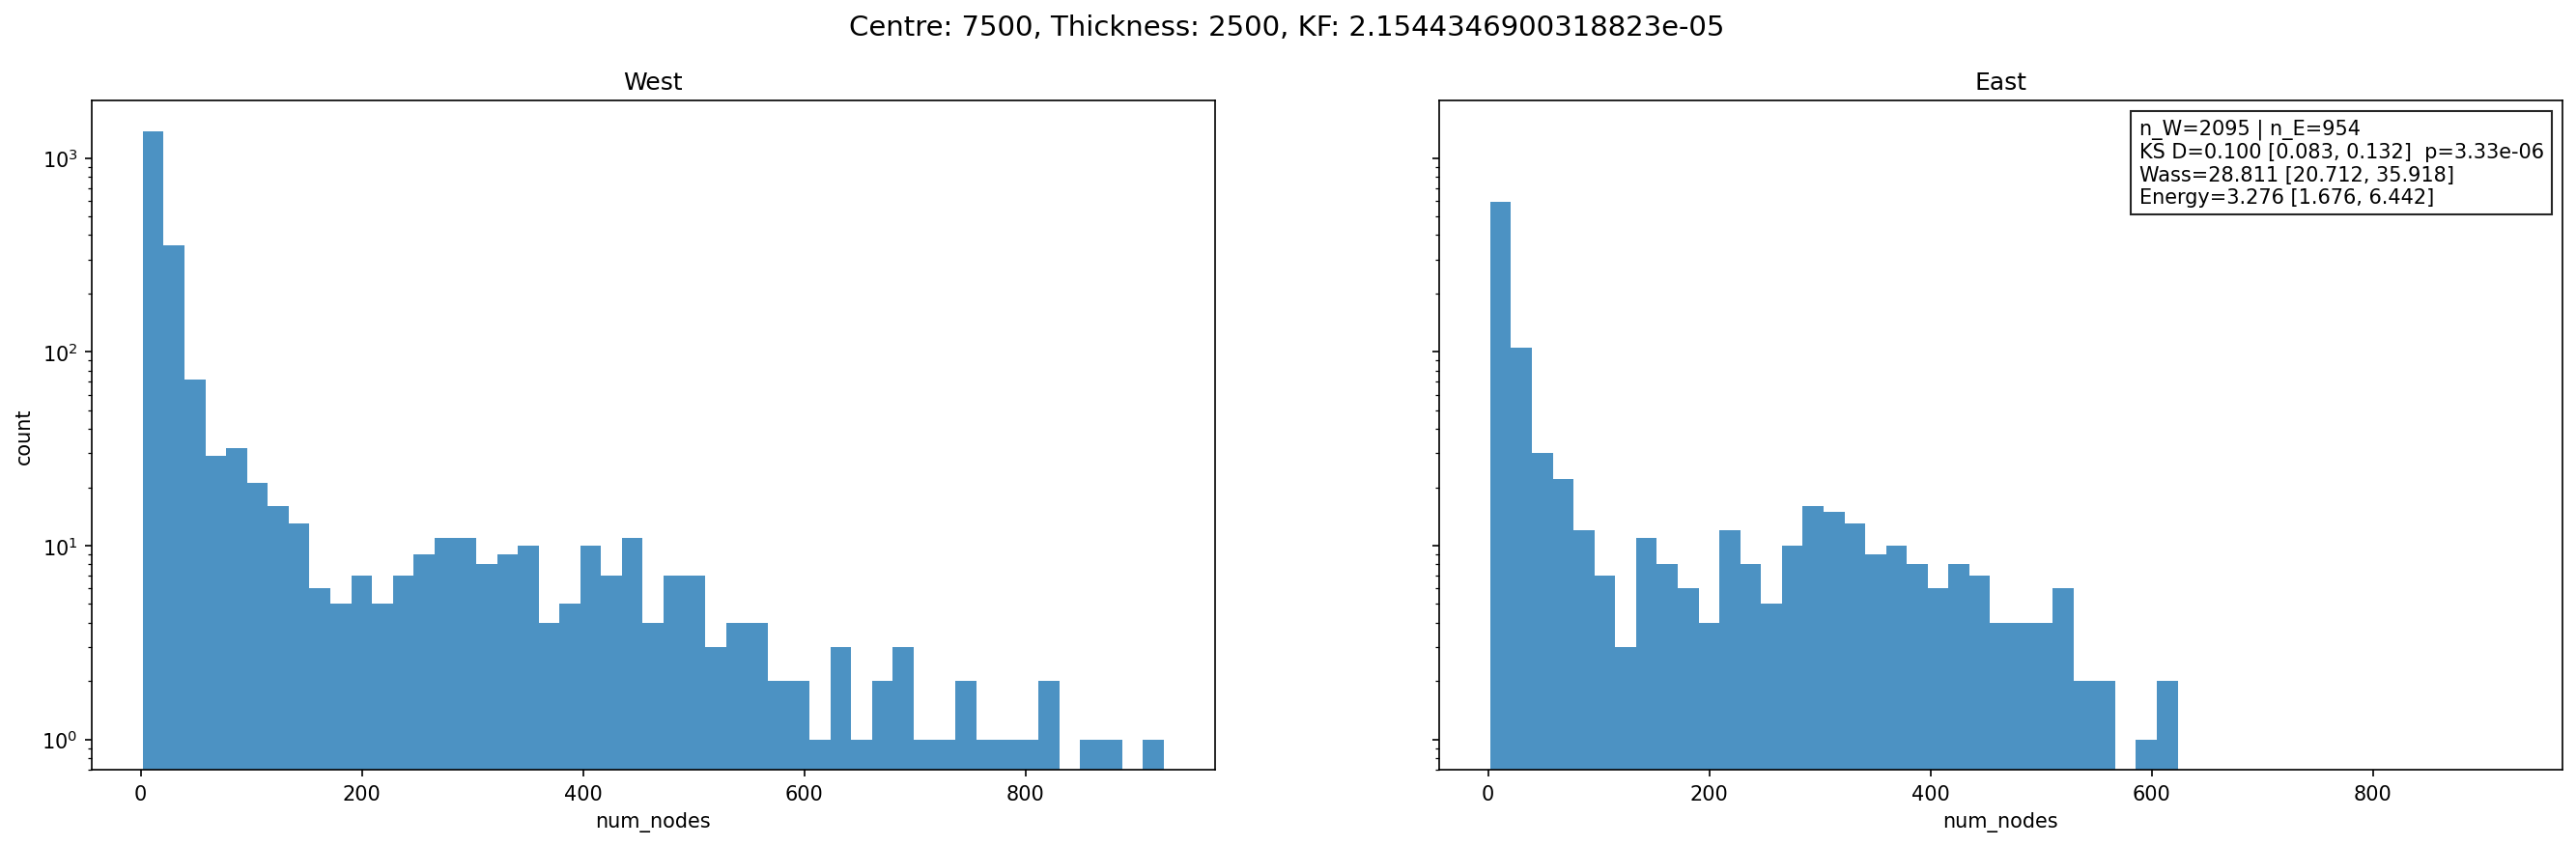 Centre: 7500, Thickness: 2500, KF: 2.1544346900318823e-05
West
10³
10²
10¹
10⁰
count
0 200 400 600 800
num_nodes
East
n_W=2095 | n_E=954
KS D=0.100 [0.083, 0.132] p=3.33e-06
Wass=28.811 [20.712, 35.918]
Energy=3.276 [1.676, 6.442]
0 200 400 600 800
num_nodes